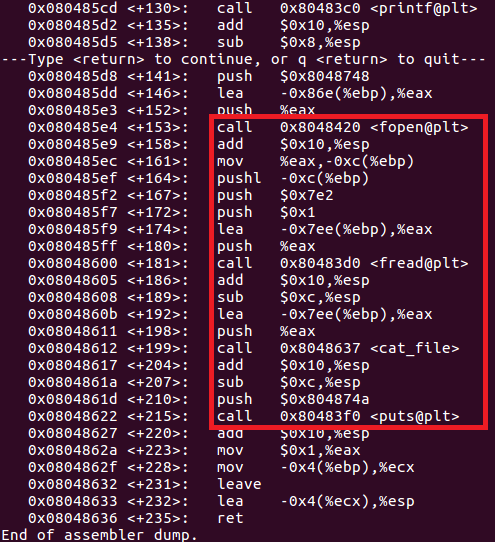 0x080485cd <+130>: call 0x80483c0 <printf@plt>
0x080485d2 <+135>: add $0x10,%esp
0x080485d5 <+138>: sub $0x8,%esp
---Type <return> to continue, or q <return> to quit---
0x080485d8 <+141>: push $0x8048748
0x080485dd <+146>: lea -0x86e(%ebp),%eax
0x080485e3 <+152>: push %eax
0x080485e4 <+153>: call 0x8048420 <fopen@plt>
0x080485e9 <+158>: add $0x10,%esp
0x080485ec <+161>: mov %eax,-0xc(%ebp)
0x080485ef <+164>: pushl -0xc(%ebp)
0x080485f2 <+167>: push $0x7e2
0x080485f7 <+172>: push $0x1
0x080485f9 <+174>: lea -0x7ee(%ebp),%eax
0x080485ff <+180>: push %eax
0x08048600 <+181>: call 0x80483d0 <fread@plt>
0x08048605 <+186>: add $0x10,%esp
0x08048608 <+189>: sub $0xc,%esp
0x0804860b <+192>: lea -0x7ee(%ebp),%eax
0x08048611 <+198>: push %eax
0x08048612 <+199>: call 0x8048637 <cat_file>
0x08048617 <+204>: add $0x10,%esp
0x0804861a <+207>: sub $0xc,%esp
0x0804861d <+210>: push $0x804874a
0x08048622 <+215>: call 0x80483f0 <puts@plt>
0x08048627 <+220>: add $0x10,%esp
0x0804862a <+223>: mov $0x1,%eax
0x0804862f <+228>: mov -0x4(%ebp),%ecx
0x08048632 <+231>: leave
0x08048633 <+232>: lea -0x4(%ecx),%esp
0x08048636 <+235>: ret
End of assembler dump.